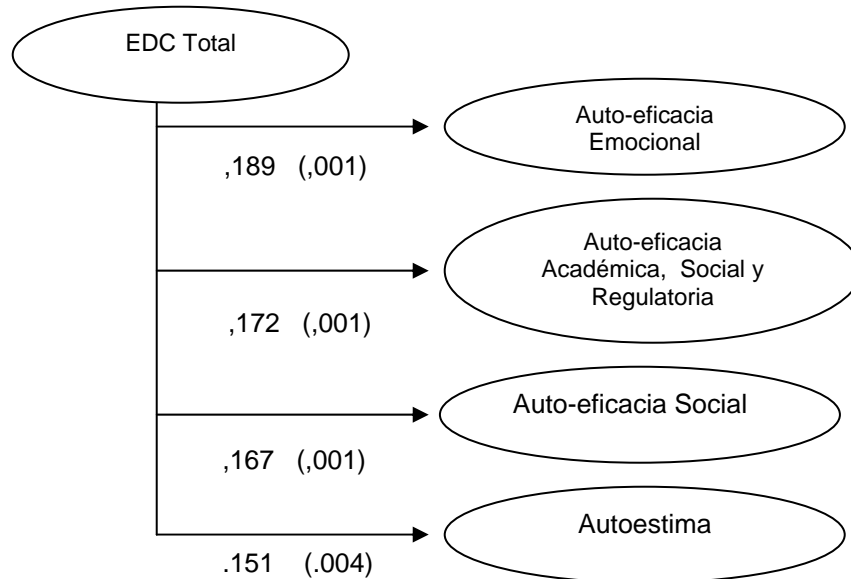 EDC Total
Auto-eficacia
Emocional
,189 (,001)
Auto-eficacia
Académica, Social y
Regulatoria
,172 (,001)
Auto-eficacia Social
,167 (,001)
Autoestima
.151 (.004)